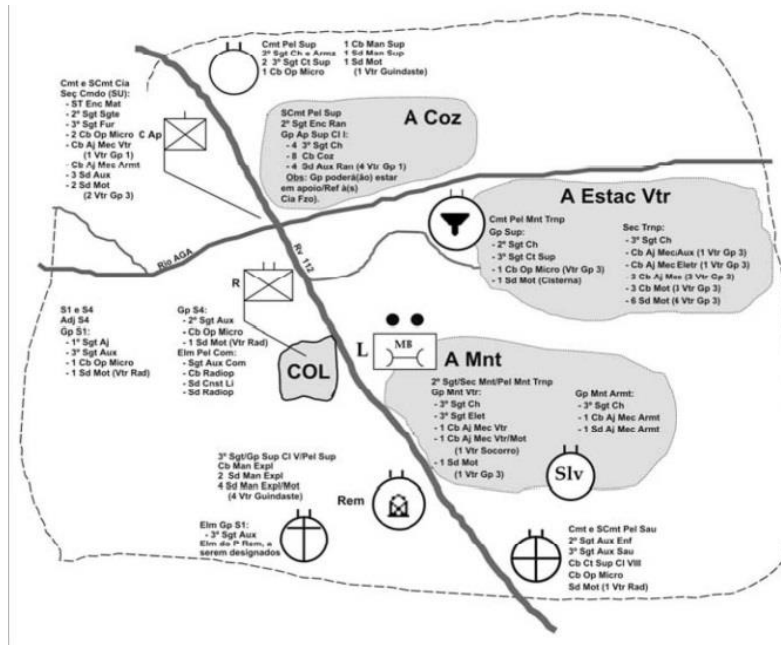 Cmt Pel Sup
3º Sgt Ch e Armz
2 3º Sgt Ct Sup
1 Cb Op Micro
1 Cb Man Sup
1 Sd Man Sup
1 Sd Mot
(1 Vtr Guindaste)
Cmt e SCmt Cia
Seç Cmdo (SU):
- ST Enc Mat
- 2º Sgt Sgte
- 3º Sgt Fur
- 2 Cb Op Micro
- Cb Aj Mec Vtr
(1 Vtr Gp 1)
- Cb Aj Mec Armt
- 3 Sd Aux
- 2 Sd Mot
(2 Vtr Gp 3)
C Ap
A Coz
SCmt Pel Sup
2º Sgt Enc Ran
Gp Ap Sup Cl I:
- 4 3º Sgt Ch
- 8 Cb Coz
- 4 Sd Aux Ran (4 Vtr Gp 1)
Obs: Gp poderá(ão) estar
em apoio/Ref à(s)
Cia Fzo).
A Estac Vtr
Cmt Pel Mnt Trnp
Gp Sup:
- 2º Sgt Ch
- 3º Sgt Ct Sup
- 1 Cb Op Micro (Vtr Gp 3)
- 1 Sd Mot (Cisterna)
Sec Trnp:
- 3º Sgt Ch
- Cb Aj Mec/Aux (1 Vtr Gp 3)
- Cb Aj Mec Eletr (1 Vtr Gp 3)
- 3 Cb Aj Mec (3 Vtr Gp 3)
- 3 Cb Mot (3 Vtr Gp 3)
- 6 Sd Mot (6 Vtr Gp 3)
Rio AGA
Rv 112
R
S1 e S4
Adj S4
Gp S1:
- 1º Sgt Aj
- 3º Sgt Aux
- 1 Cb Op Micro
- 1 Sd Mot (Vtr Rad)
Gp S4:
- 2º Sgt Aux
- Cb Op Micro
- 1 Sd Mot (Vtr Rad)
Elm Pel Com:
- Sgt Aux Com
- Cb Radiop
- Sd Cnst Li
- Sd Radiop
COL
L
MB
A Mnt
2º Sgt/Sec Mnt/Pel Mnt Trnp
Gp Mnt Vtr:
- 3º Sgt Ch
- 3º Sgt Elet
- 1 Cb Aj Mec Vtr
- 1 Cb Aj Mec Vtr/Mot
(1 Vtr Socorro)
- 1 Sd Mot
(1 Vtr Gp 3)
Gp Mnt Armt:
- 3º Sgt Ch
- 1 Cb Aj Mec Armt
- 1 Sd Aj Mec Armt
Slv
3º Sgt/Gp Sup Cl V/Pel Sup
Cb Man Expl
2 Sd Man Expl
4 Sd Man Expl/Mot
(4 Vtr Guindaste)
Rem
Elm Gp S1:
- 3º Sgt Aux
Elm do P Rem, e
serem designados
Cmt e SCmt Pel Sau
2º Sgt Aux Enf
3º Sgt Aux Sau
Cb Ct Sup Cl VIII
Cb Op Micro
Sd Mot (1 Vtr Rad)